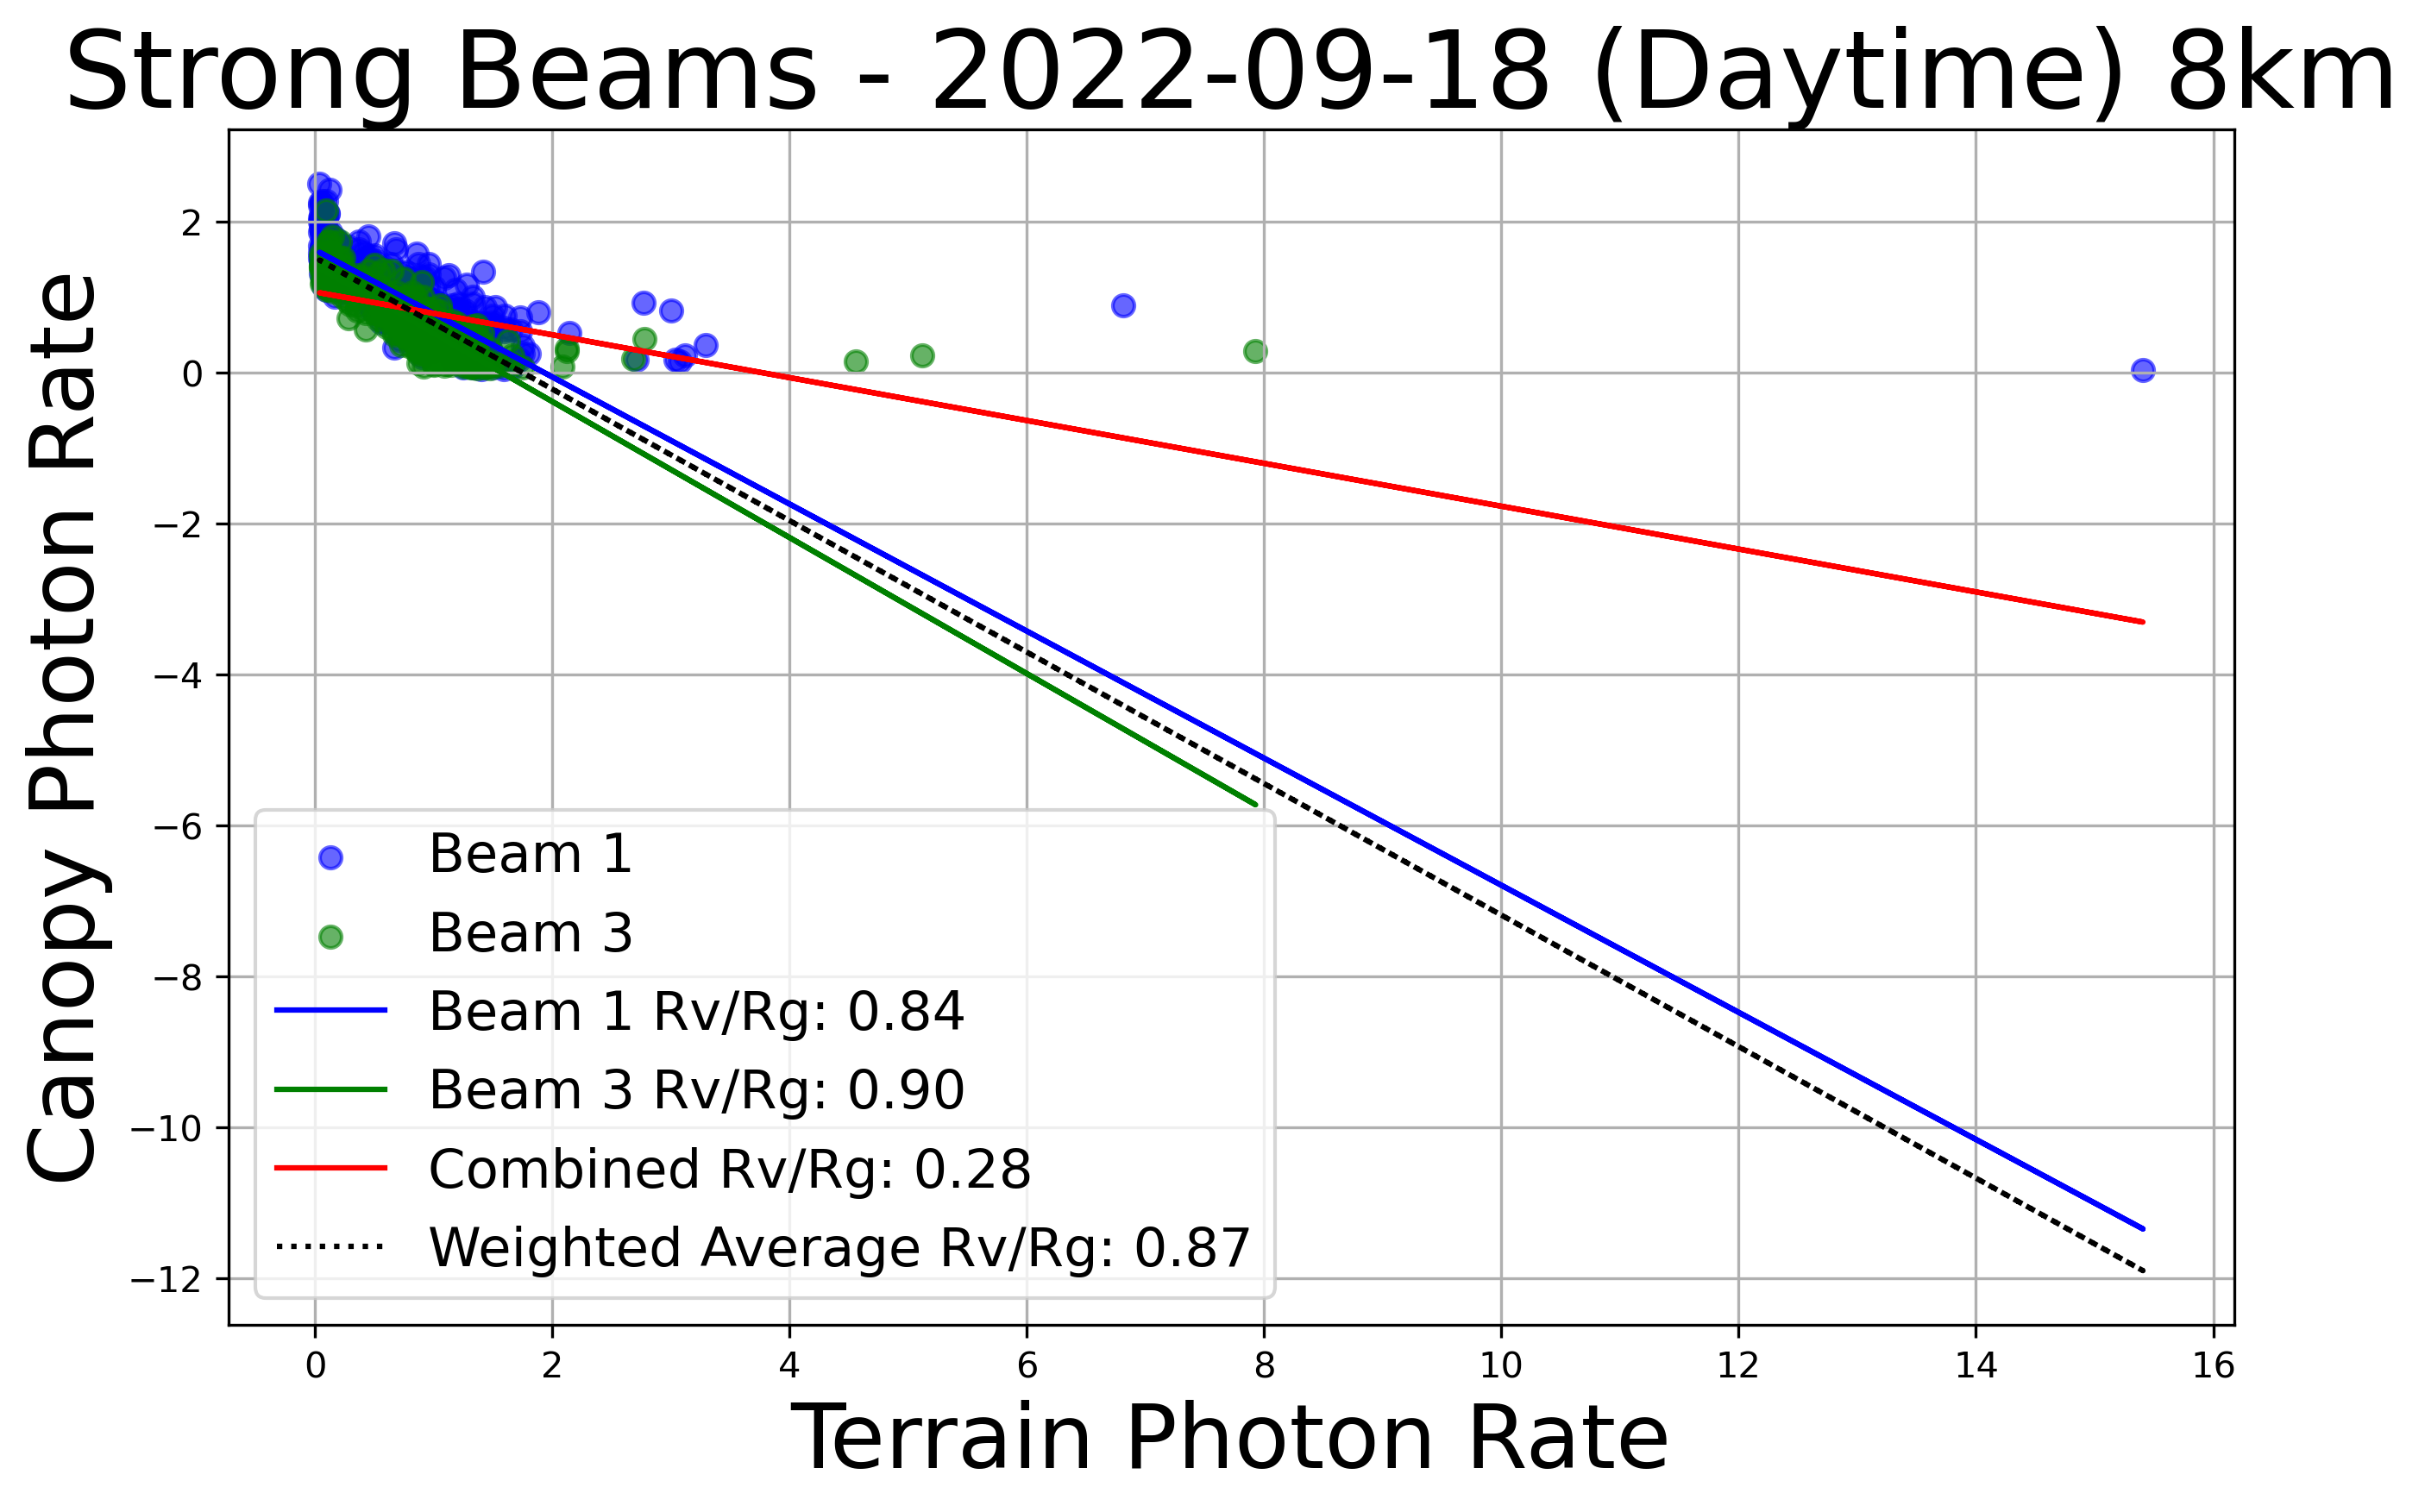 Strong Beams - 2022-09-18 (Daytime) 8km
Canopy Photon Rate
2
0
−2
−4
−6
−8
−10
−12
Beam 1
Beam 3
Beam 1 Rv/Rg: 0.84
Beam 3 Rv/Rg: 0.90
Combined Rv/Rg: 0.28
Weighted Average Rv/Rg: 0.87
0 2 4 6 8 10 12 14 16
Terrain Photon Rate